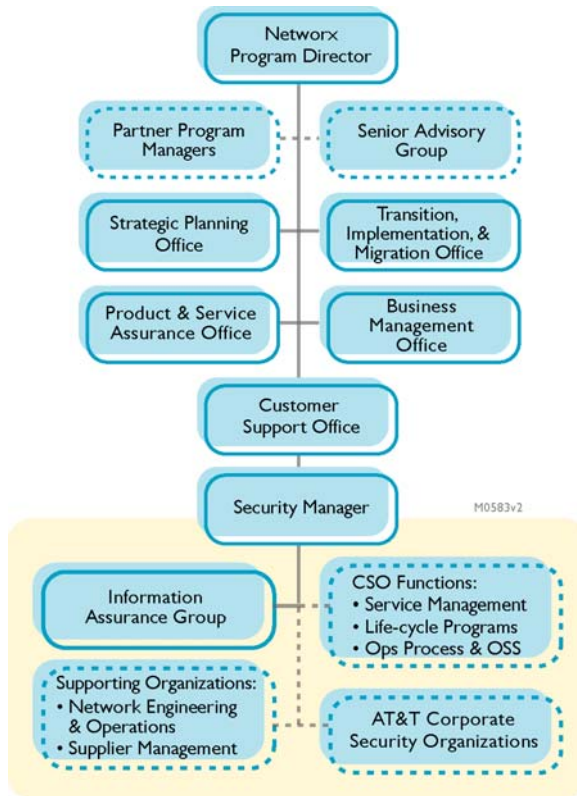 Networx
Program Director
Partner Program
Managers
Senior Advisory
Group
Strategic Planning
Office
Transition,
Implementation, &
Migration Office
Product & Service
Assurance Office
Business
Management
Office
Customer
Support Office
Security Manager
M0583v2
Information
Assurance Group
CSO Functions:
• Service Management
• Life-cycle Programs
• Ops Process & OSS
Supporting Organizations:
• Network Engineering
& Operations
• Supplier Management
AT&T Corporate
Security Organizations